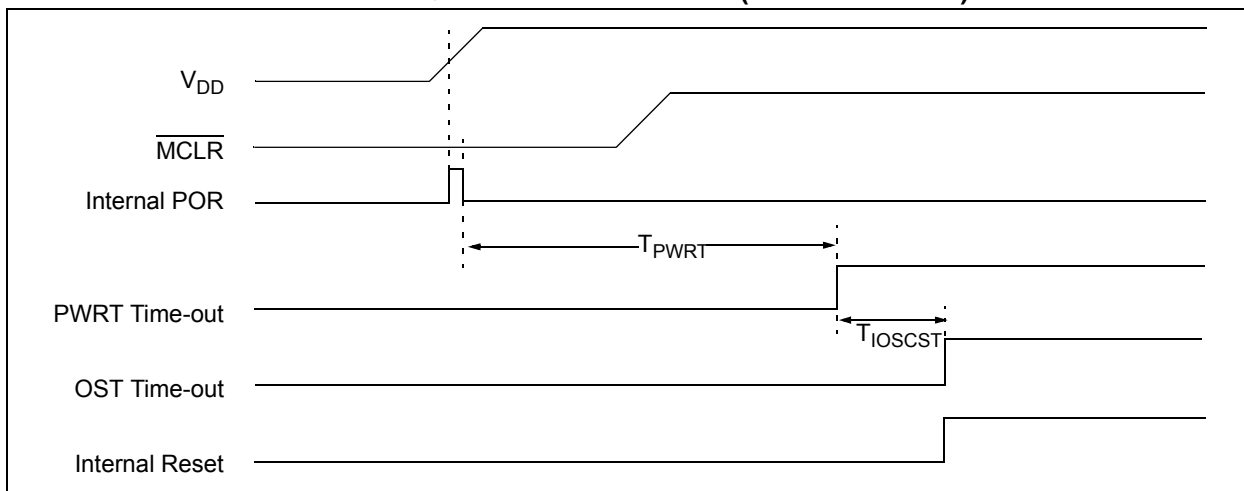 VDD
MCLR
Internal POR
TPWRT
PWRT Time-out
TIOSCST
OST Time-out
Internal Reset